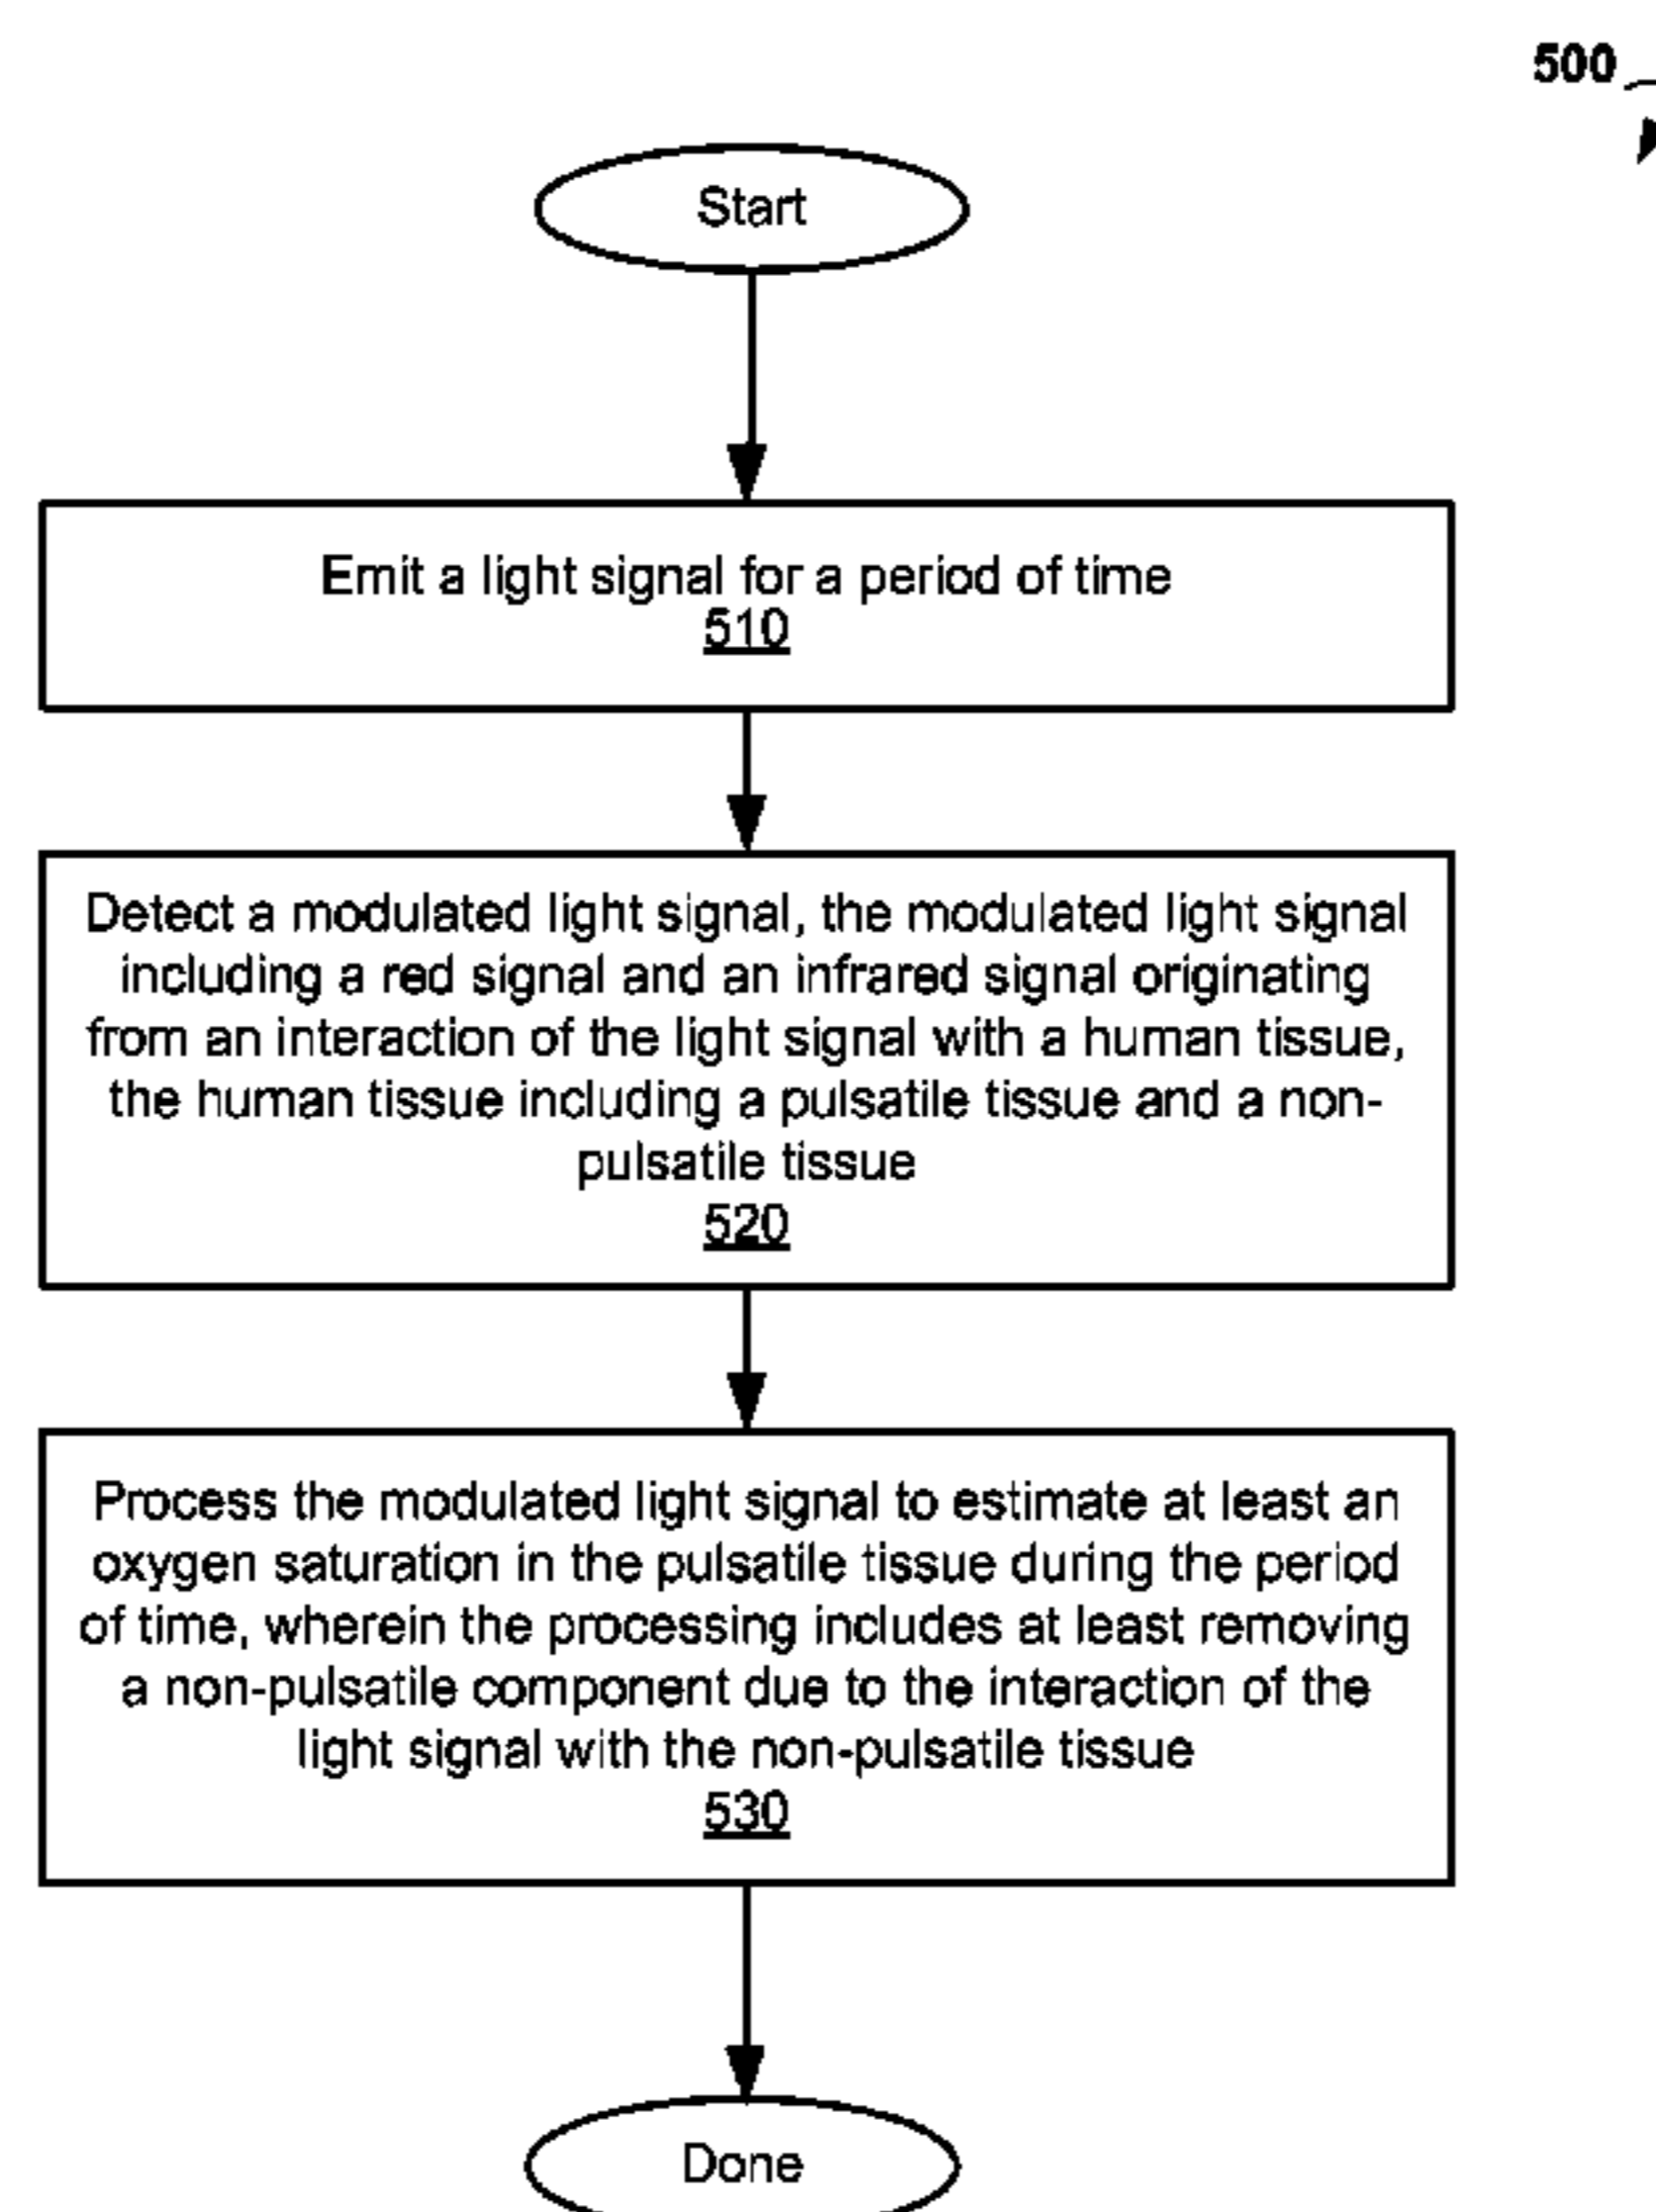 500
Start
Emit a light signal for a period of time
510
Detect a modulated light signal, the modulated light signal
including a red signal and an infrared signal originating
from an interaction of the light signal with a human tissue,
the human tissue including a pulsatile tissue and a non-
pulsatile tissue
520
Process the modulated light signal to estimate at least an
oxygen saturation in the pulsatile tissue during the period
of time, wherein the processing includes at least removing
a non-pulsatile component due to the interaction of the
light signal with the non-pulsatile tissue
530
Done